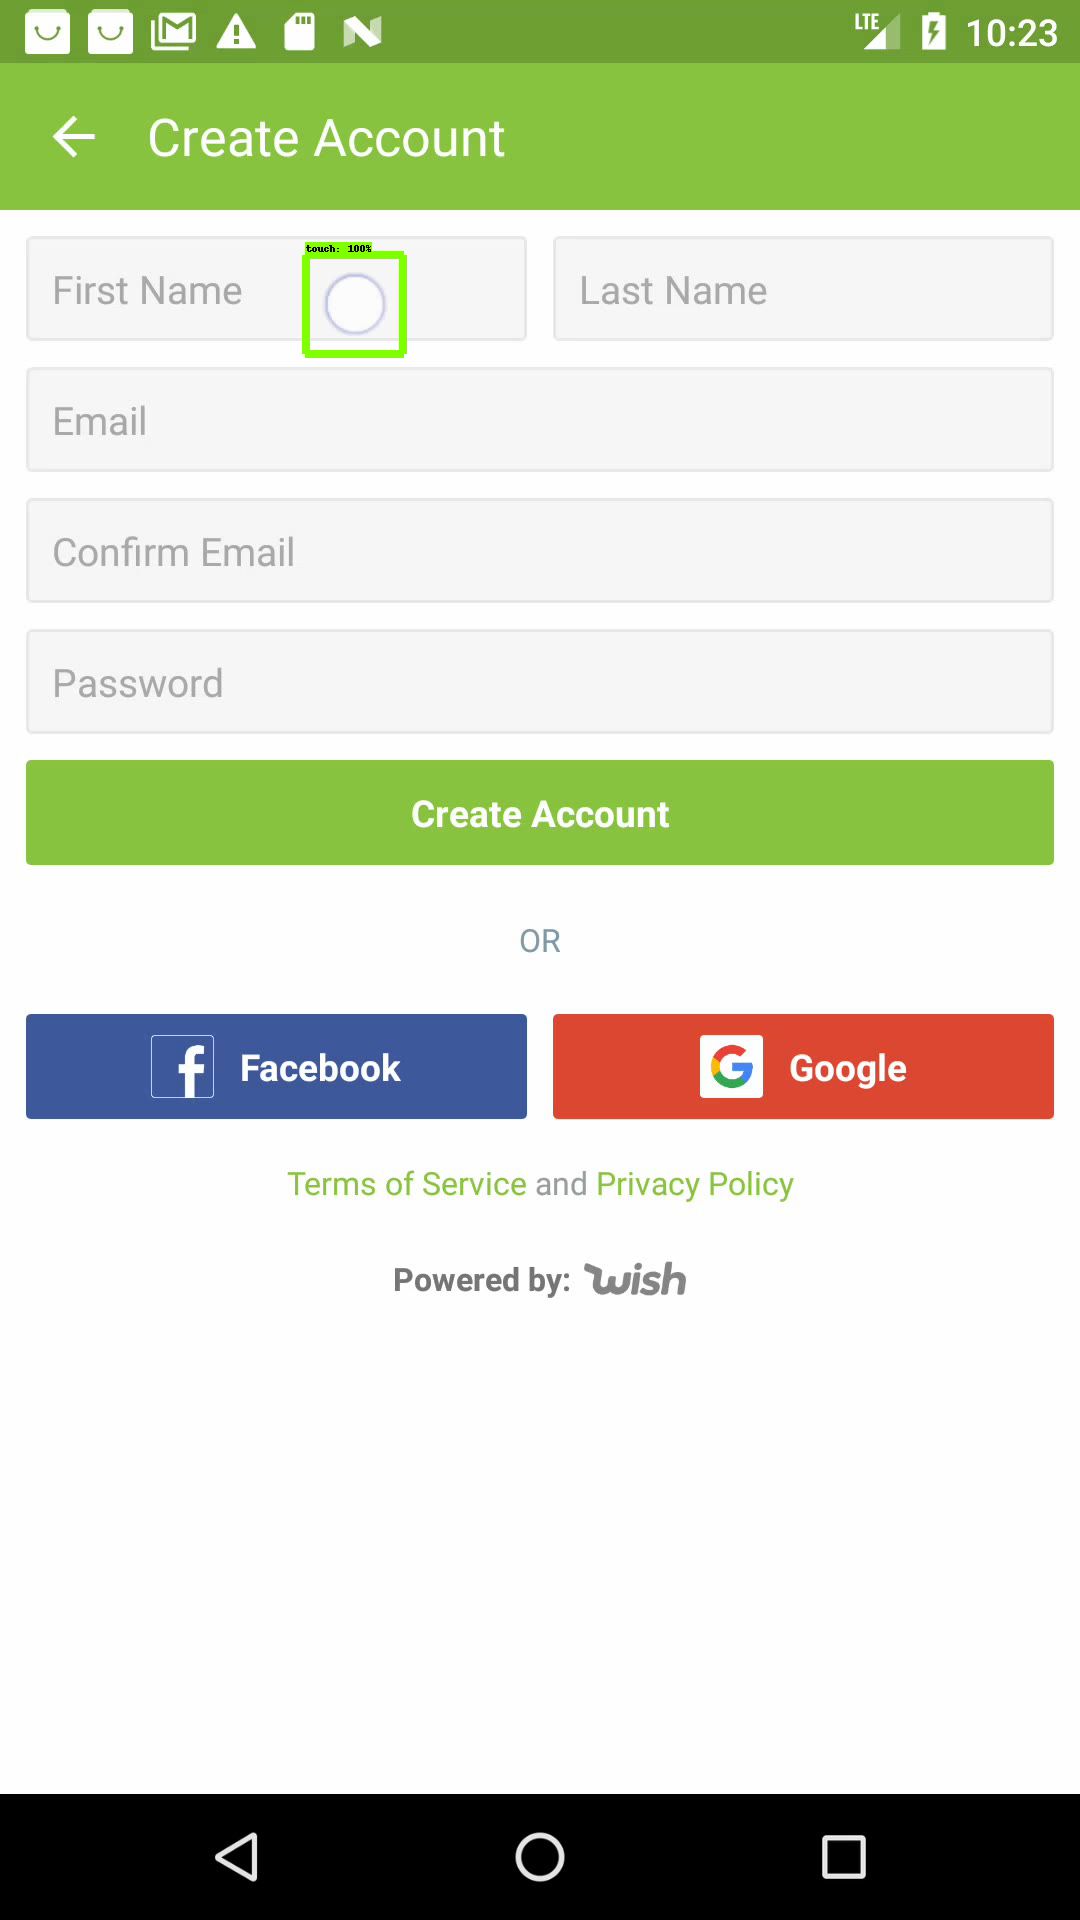 LTE 10:23
Create Account
touch: 100%
First Name Last Name
Email
Confirm Email
Password
Create Account
OR
f Facebook G Google
Terms of Service and Privacy Policy
Powered by: wish